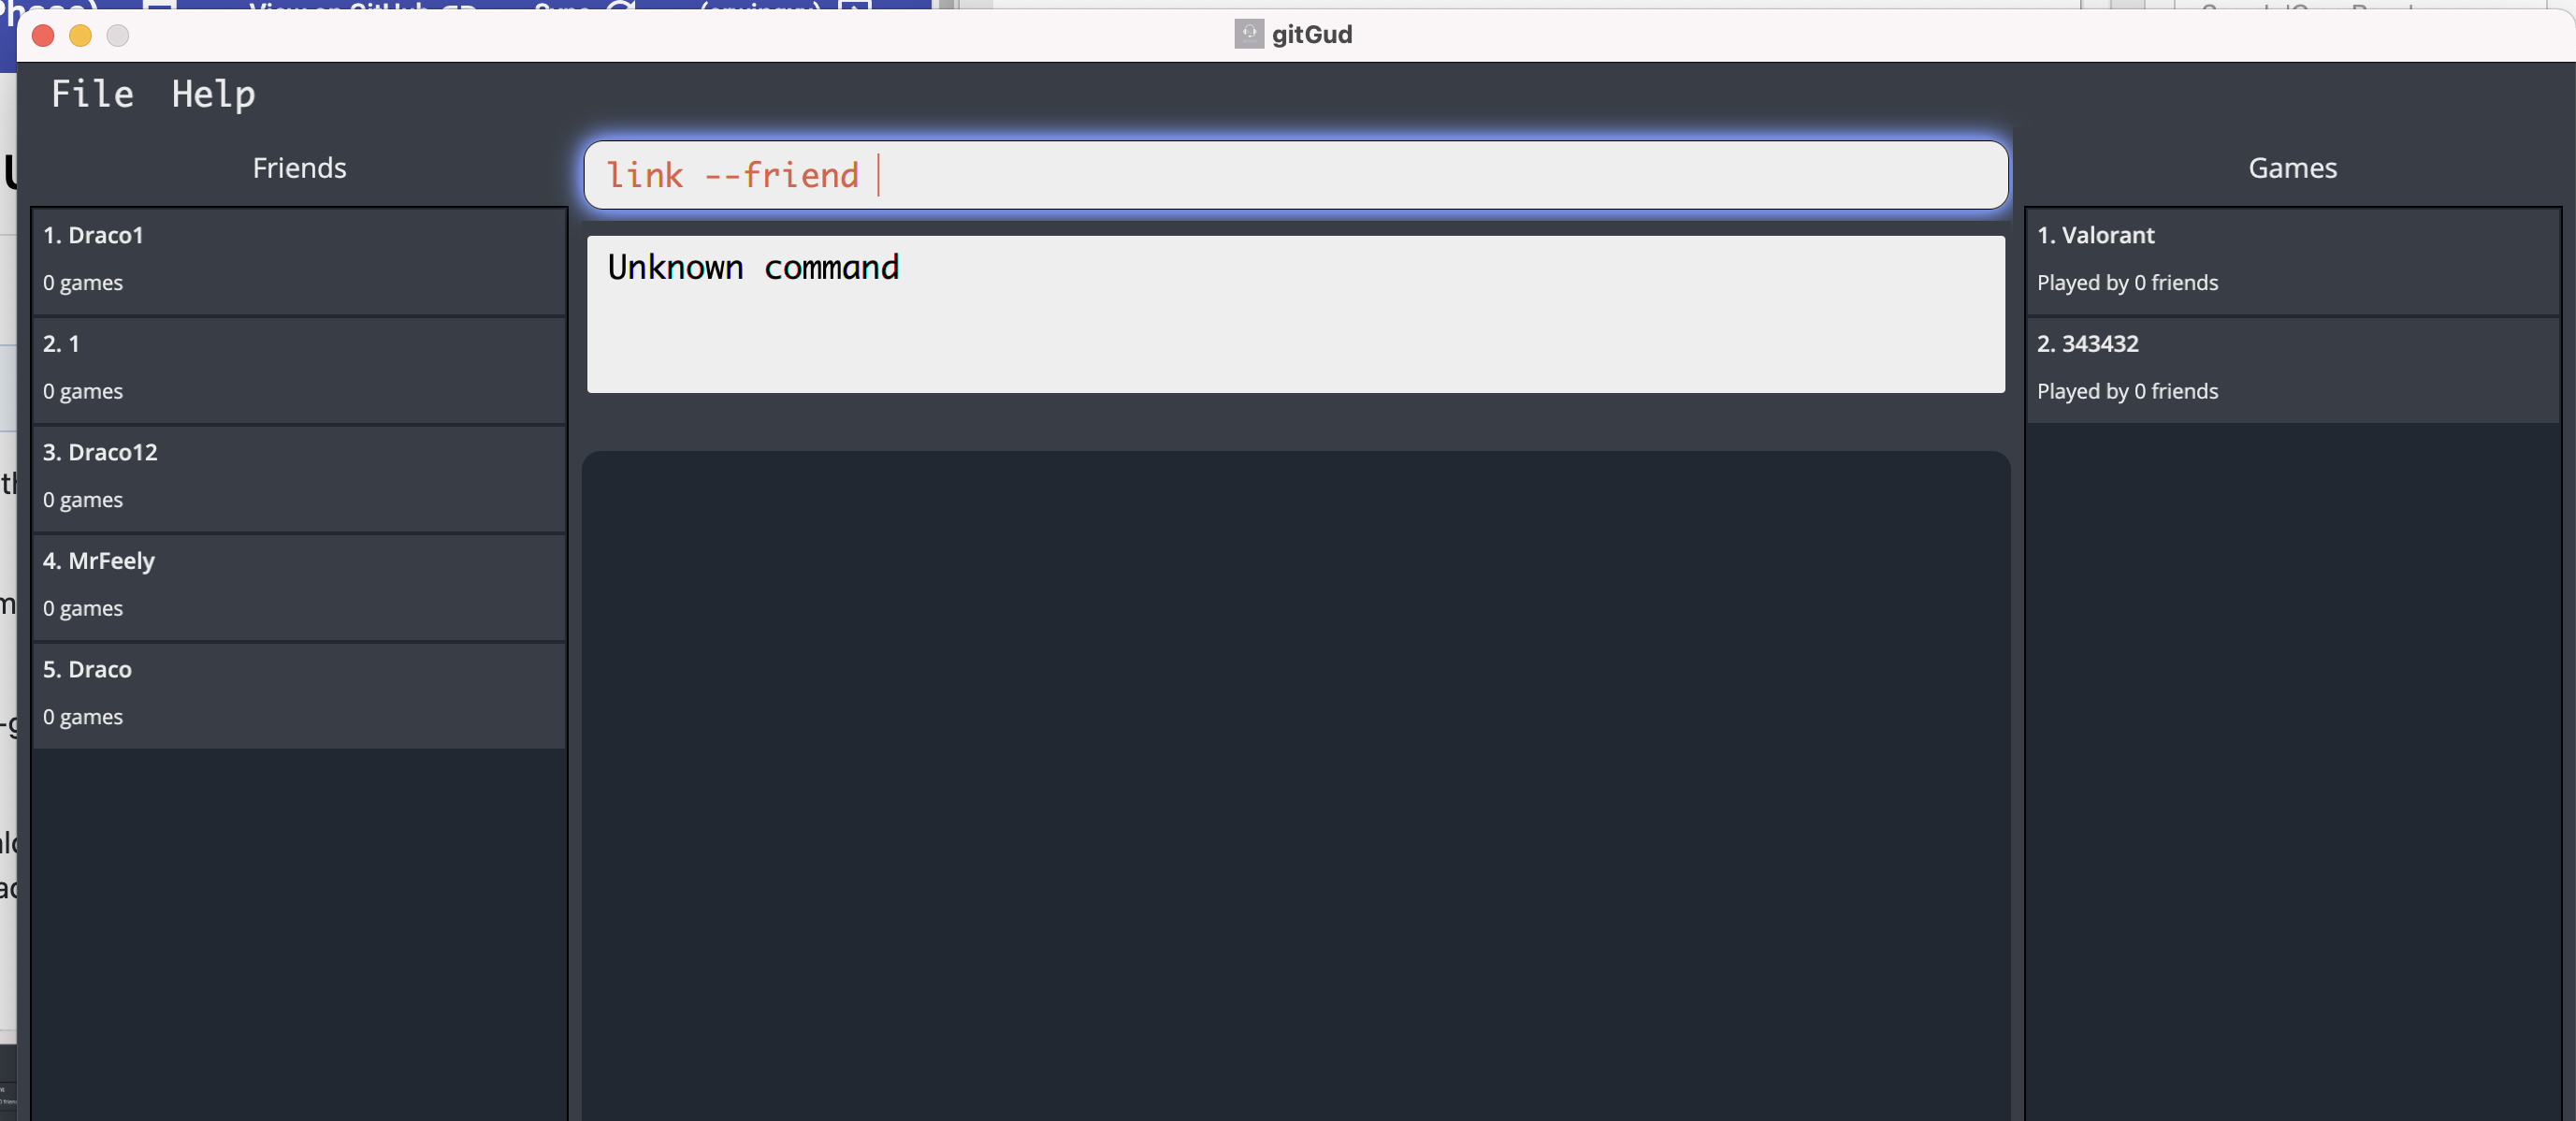 gitGud
File Help
Friends
link --friend
Games
1. Draco1
0 games
2. 1
0 games
3. Draco12
0 games
4. MrFeely
0 games
5. Draco
0 games
Unknown command
1. Valorant
Played by 0 friends
2. 343432
Played by 0 friends